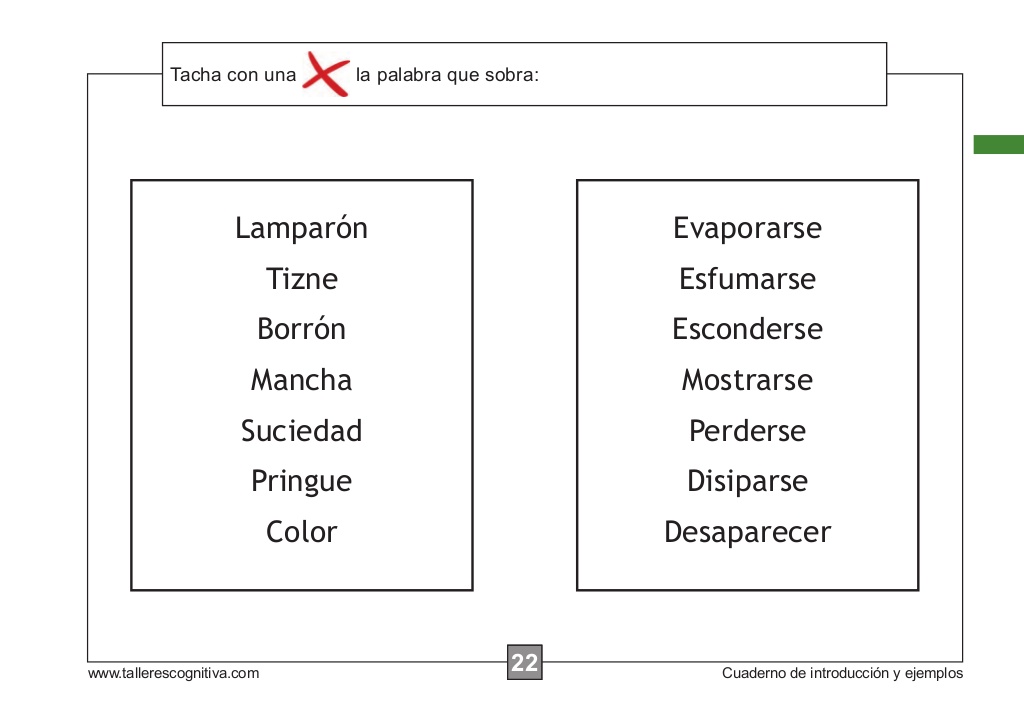 Tacha con una la palabra que sobra:
Lamparón
Tizne
Borrón
Mancha
Suciedad
Pringue
Color
Evaporarse
Esfumarse
Esconderse
Mostrarse
Perderse
Disiparse
Desaparecer
www.tallerescognitiva.com
22
Cuaderno de introducción y ejemplos